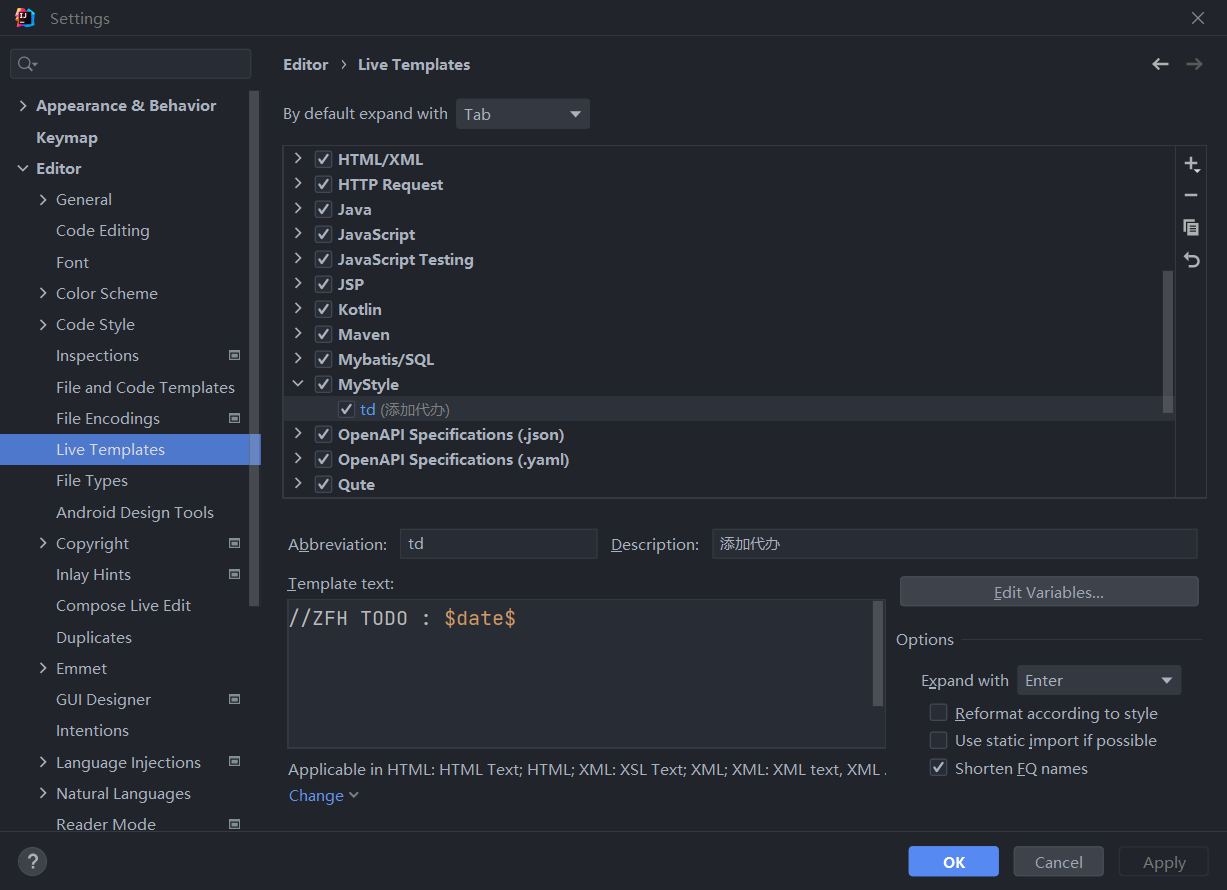 Settings
Editor › Live Templates
Appearance & Behavior
Keymap
Editor
General
Code Editing
Font
Color Scheme
Code Style
Inspections
File and Code Templates
File Encodings
Live Templates
File Types
Android Design Tools
Copyright
Inlay Hints
Compose Live Edit
Duplicates
Emmet
GUI Designer
Intentions
Language Injections
Natural Languages
Reader Mode
By default expand with Tab
HTML/XML
HTTP Request
Java
JavaScript
JavaScript Testing
JSP
Kotlin
Maven
Mybatis/SQL
MyStyle
td (添加代办)
OpenAPI Specifications (.json)
OpenAPI Specifications (.yaml)
Qute
Abbreviation: td Description: 添加代办
Template text:
//ZFH TODO : $date$
Edit Variables...
Options
Expand with Enter
Reformat according to style
Use static import if possible
Shorten FQ names
Applicable in HTML: HTML Text; HTML; XML: XSL Text; XML; XML: XML text, XML .
Change
?
OK Cancel Apply